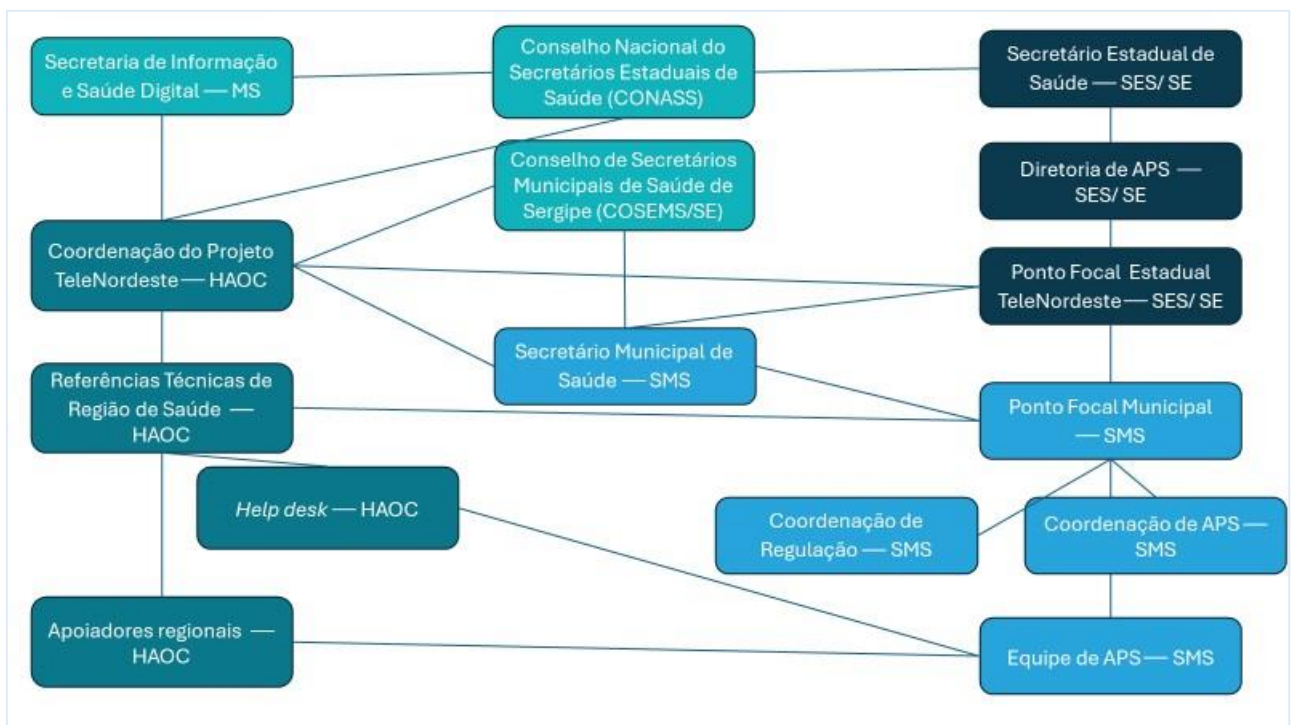 Secretaria de Informação
e Saúde Digital — MS
Conselho Nacional do
Secretários Estaduais de
Saúde (CONASS)
Secretário Estadual de
Saúde — SES/ SE
Conselho de Secretários
Municipais de Saúde de
Sergipe (COSEMS/SE)
Diretoria de APS —
SES/ SE
Coordenação do Projeto
TeleNordeste — HAOC
Ponto Focal Estadual
TeleNordeste — SES/ SE
Secretário Municipal de
Saúde — SMS
Referências Técnicas de
Região de Saúde —
HAOC
Ponto Focal Municipal
— SMS
Help desk — HAOC
Coordenação de
Regulação — SMS
Coordenação de APS —
SMS
Apoiadores regionais —
HAOC
Equipe de APS — SMS